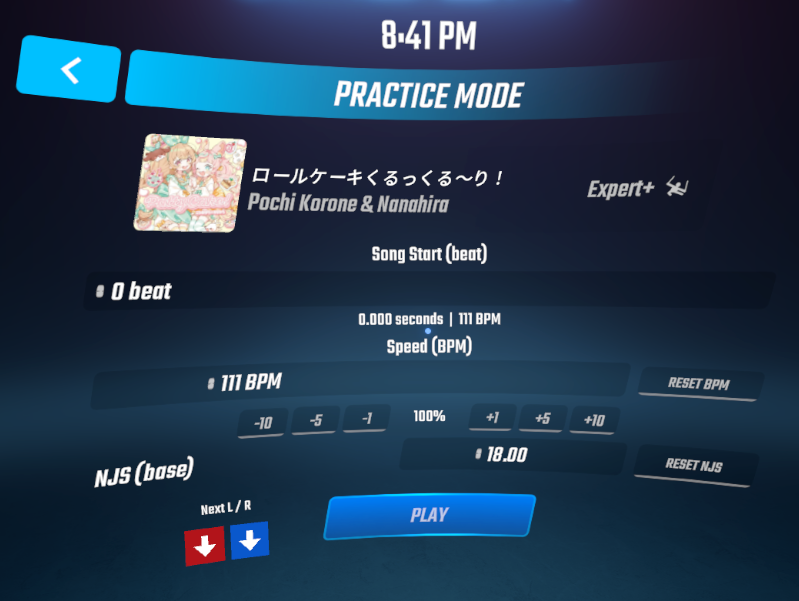 8:41 PM
PRACTICE MODE
ロールケーキくるっくる～り！
Pochi Korone & Nanahira
Expert+
Song Start (beat)
0 beat
0.000 seconds | 111 BPM
Speed (BPM)
111 BPM
RESET BPM
-10 -5 -1 100% +1 +5 +10
NJS (base)
18.00
RESET NJS
Next L / R
PLAY